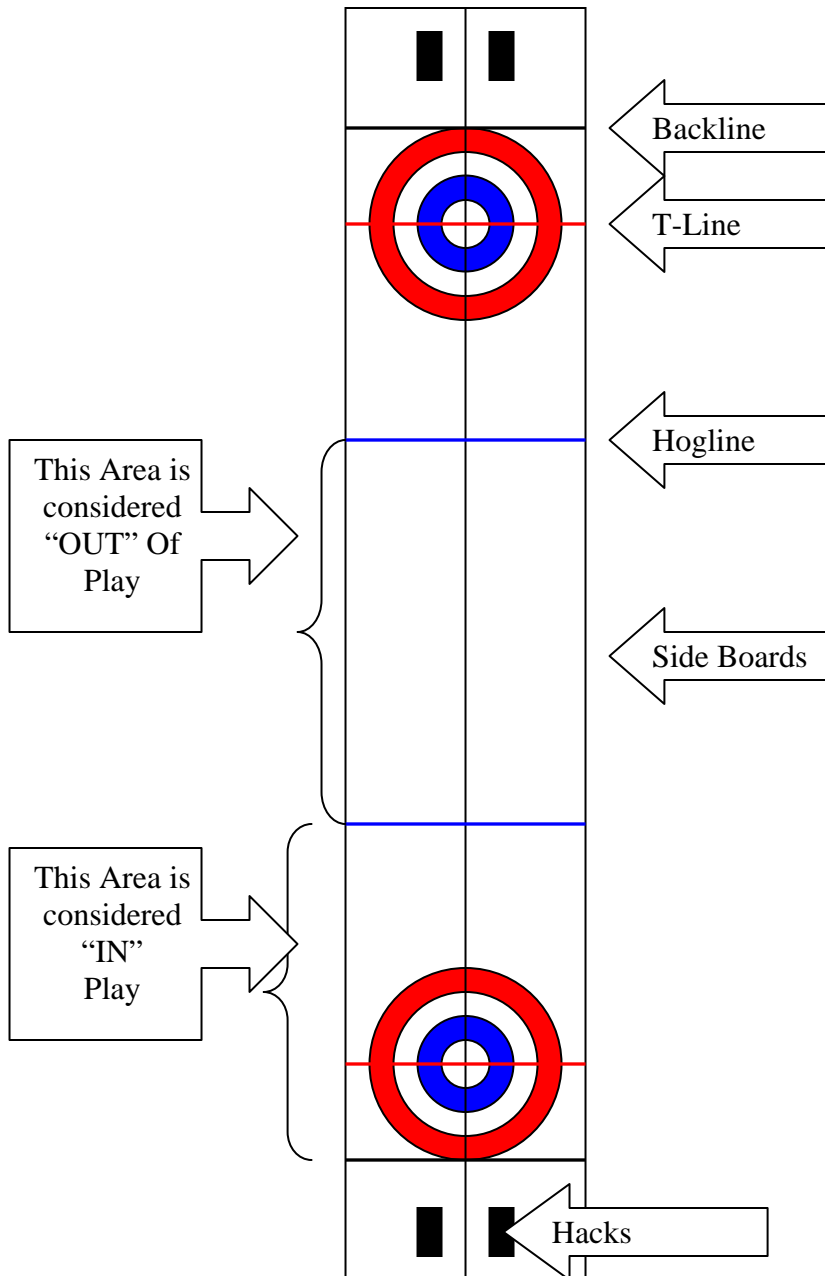 Backline
T-Line
Hogline
This Area is
considered
“OUT” Of
Play
Side Boards
This Area is
considered
“IN”
Play
Hacks